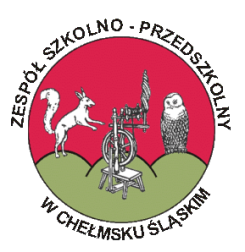 ZESPÓŁ SZKOLNO - PRZEDSZKOLNY
W CHEŁMSKU ŚLĄSKIM